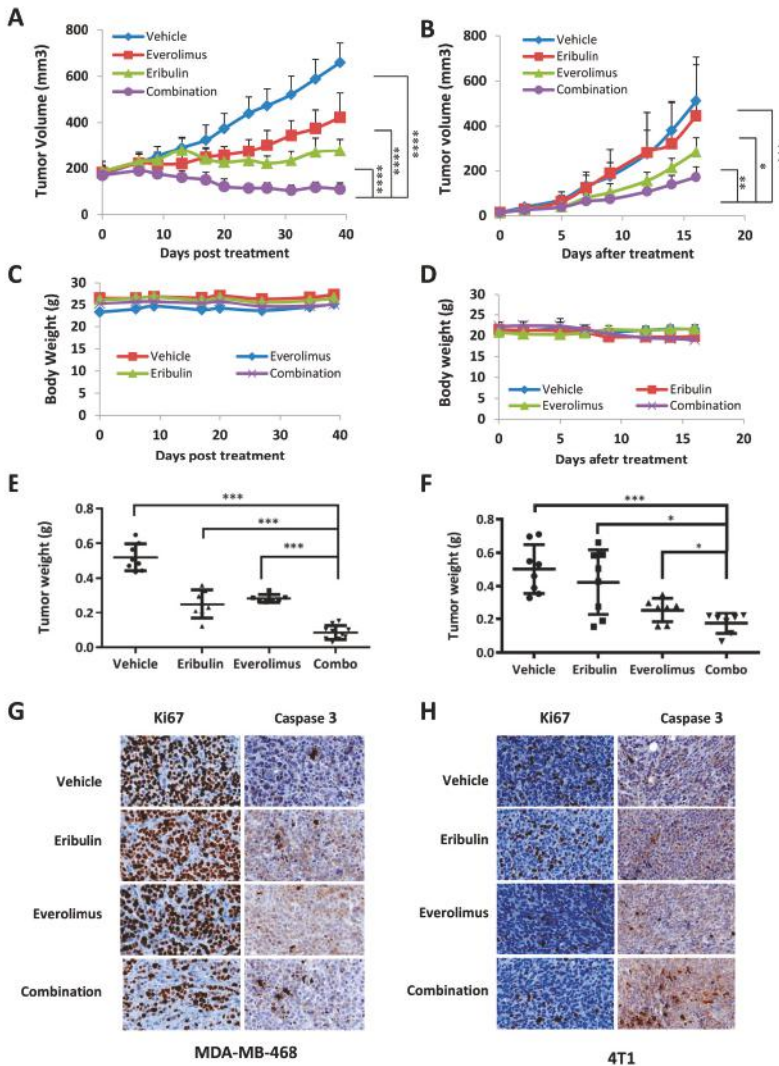 A
Tumor Volume (mm3)
800
600
400
200
0
Vehicle
Everolimus
Eribulin
Combination
****
****
****
0 10 20 30 40
Days post treatment
B
Tumor volume (mm3)
800
600
400
200
0
Vehicle
Eribulin
Everolimus
Combination
**
*
0 5 10 15 20
Days after treatment
C
Body Weight (g)
30
25
20
15
10
5
0
Vehicle Everolimus
Eribulin Combination
0 10 20 30 40
Days post treatment
D
Body weight (g)
30
25
20
15
10
5
0
Vehicle Eribulin
Everolimus Combination
0 5 10 15 20
Days afetr treatment
E
Tumor weight (g)
0.8
0.6
0.4
0.2
0.0
***
***
***
Vehicle Eribulin Everolimus Combo
F
Tumor weight (g)
0.8
0.6
0.4
0.2
0.0
***
*
*
Vehicle Eribulin Everolimus Combo
G
Ki67 Caspase 3
Vehicle
Eribulin
Everolimus
Combination
MDA-MB-468
H
Ki67 Caspase 3
Vehicle
Eribulin
Everolimus
Combination
4T1